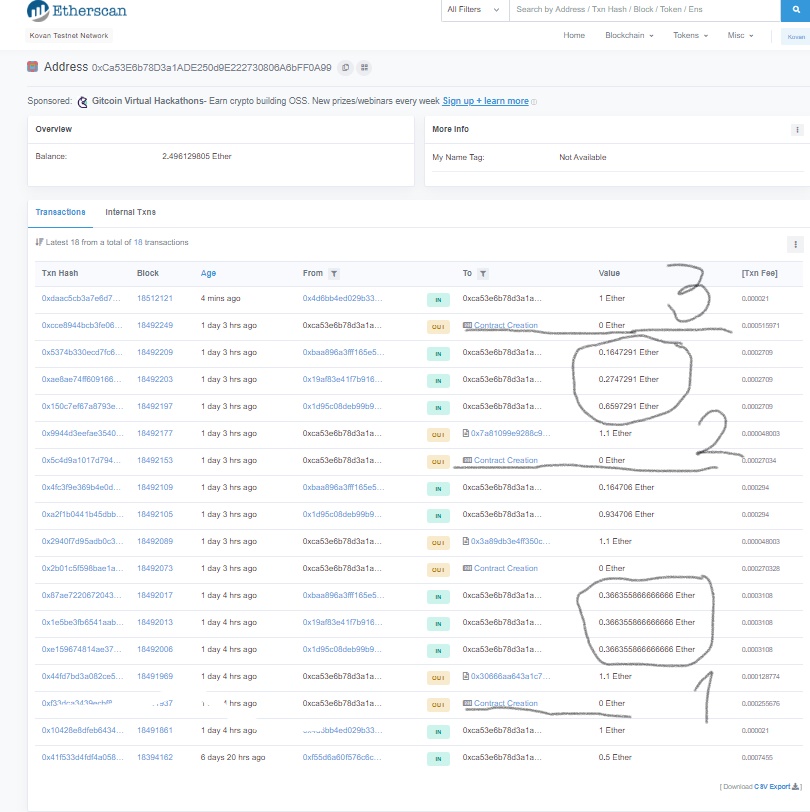 Etherscan
All Filters Search by Address / Txn Hash / Block / Token / Ens
Kovan Testnet Network Home Blockchain Tokens Misc Kovan
Address 0xCa53E6b78D3a1ADE250d9E222730806A6bFF0A99
Sponsored: Gitcoin Virtual Hackathons- Earn crypto building OSS. New prizes/webinars every week Sign up + learn more
Overview
Balance: 2.496129805 Ether
More Info
My Name Tag: Not Available
Transactions Internal Txns
Latest 18 from a total of 18 transactions
Txn Hash Block Age From To Value [Txn Fee]
3
0xdaac5cb3a7e6d7... 18512121 4 mins ago 0x4d6bb4ed029b33... IN 0xca53e6b78d3a1a... 1 Ether 0.000021
0xcce8944bcb3fe06... 18492249 1 day 3 hrs ago 0xca53e6b78d3a1a... OUT Contract Creation 0 Ether 0.000515971
0x5374b330ecd7fc6... 18492209 1 day 3 hrs ago 0xbaa896a3fff165e5... IN 0xca53e6b78d3a1a... 0.1647291 Ether 0.0002709
0xae8ae74ff609166... 18492203 1 day 3 hrs ago 0x19af83e41f7b916... IN 0xca53e6b78d3a1a... 0.2747291 Ether 0.0002709
0x150c7ef67a8793e... 18492197 1 day 3 hrs ago 0x1d95c08deb99b9... IN 0xca53e6b78d3a1a... 0.6597291 Ether 0.0002709
0x9944d3eefae3540... 18492177 1 day 3 hrs ago 0xca53e6b78d3a1a... OUT 0x7a81099e9288c9... 1.1 Ether 0.000048003
2
0x5c4d9a1017d794... 18492153 1 day 3 hrs ago 0xca53e6b78d3a1a... OUT Contract Creation 0 Ether 0.00027034
0x4fc3f9e369b4e0d... 18492109 1 day 3 hrs ago 0xbaa896a3fff165e5... IN 0xca53e6b78d3a1a... 0.164706 Ether 0.000294
0xa2f1b0441b45dbb... 18492105 1 day 3 hrs ago 0x1d95c08deb99b9... IN 0xca53e6b78d3a1a... 0.934706 Ether 0.000294
0x2940f7d95adb0c3... 18492089 1 day 3 hrs ago 0xca53e6b78d3a1a... OUT 0x3a89db3e4ff350c... 1.1 Ether 0.000048003
0x2b01c5f598bae1a... 18492073 1 day 3 hrs ago 0xca53e6b78d3a1a... OUT Contract Creation 0 Ether 0.000270328
0x87ae7220672043... 18492017 1 day 4 hrs ago 0xbaa896a3fff165e5... IN 0xca53e6b78d3a1a... 0.366355866666666 Ether 0.0003108
0x1e5be3fb6541aab... 18492013 1 day 4 hrs ago 0x19af83e41f7b916... IN 0xca53e6b78d3a1a... 0.366355866666666 Ether 0.0003108
0xe159674814ae37... 18492006 1 day 4 hrs ago 0x1d95c08deb99b9... IN 0xca53e6b78d3a1a... 0.366355866666666 Ether 0.0003108
0x44fd7bd3a082ce5... 18491969 1 day 4 hrs ago 0xca53e6b78d3a1a... OUT 0x30666aa643a1c7... 1.1 Ether 0.000128774
1
4 hrs ago 0xca53e6b78d3a1a... OUT Contract Creation 0 Ether 0.000255676
0x10428e8dfeb6434... 18491851 1 day 4 hrs ago IN 0xca53e6b78d3a1a... 1 Ether 0.000021
0x41f533d4fdf4a058... 18394162 6 days 20 hrs ago 0xf55d6a60f576c6c... IN 0xca53e6b78d3a1a... 0.5 Ether 0.0007455
[ Download CSV Export ]